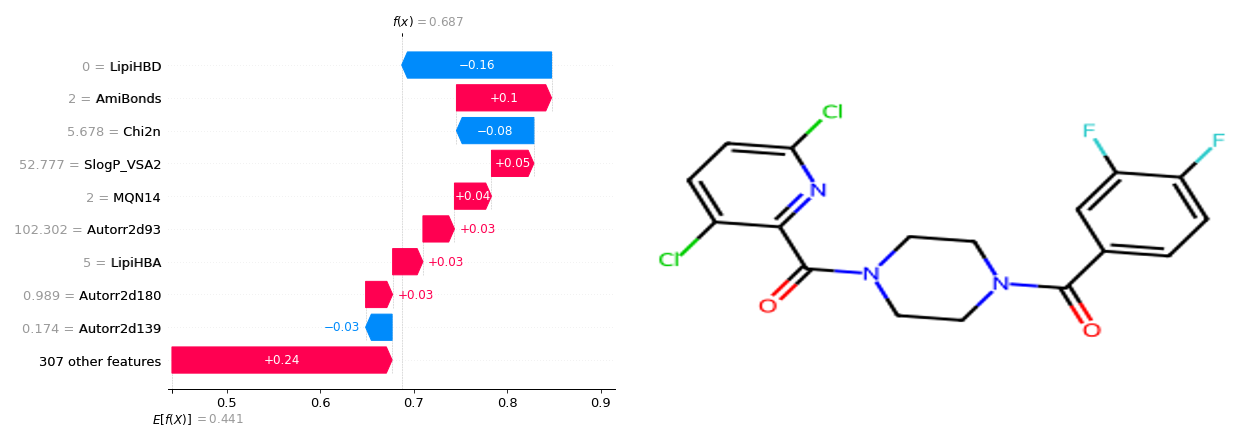 f(x) = 0.687
0 = LipiHBD
−0.16
2 = AmiBonds
+0.1
5.678 = Chi2n
−0.08
52.777 = SlogP_VSA2
+0.05
2 = MQN14
+0.04
102.302 = Autorr2d93
+0.03
5 = LipiHBA
+0.03
0.989 = Autorr2d180
+0.03
0.174 = Autorr2d139
−0.03
307 other features
+0.24
0.5 0.6 0.7 0.8 0.9
E[f(X)] = 0.441
Cl
F
F
N
Cl
N
N
O
O